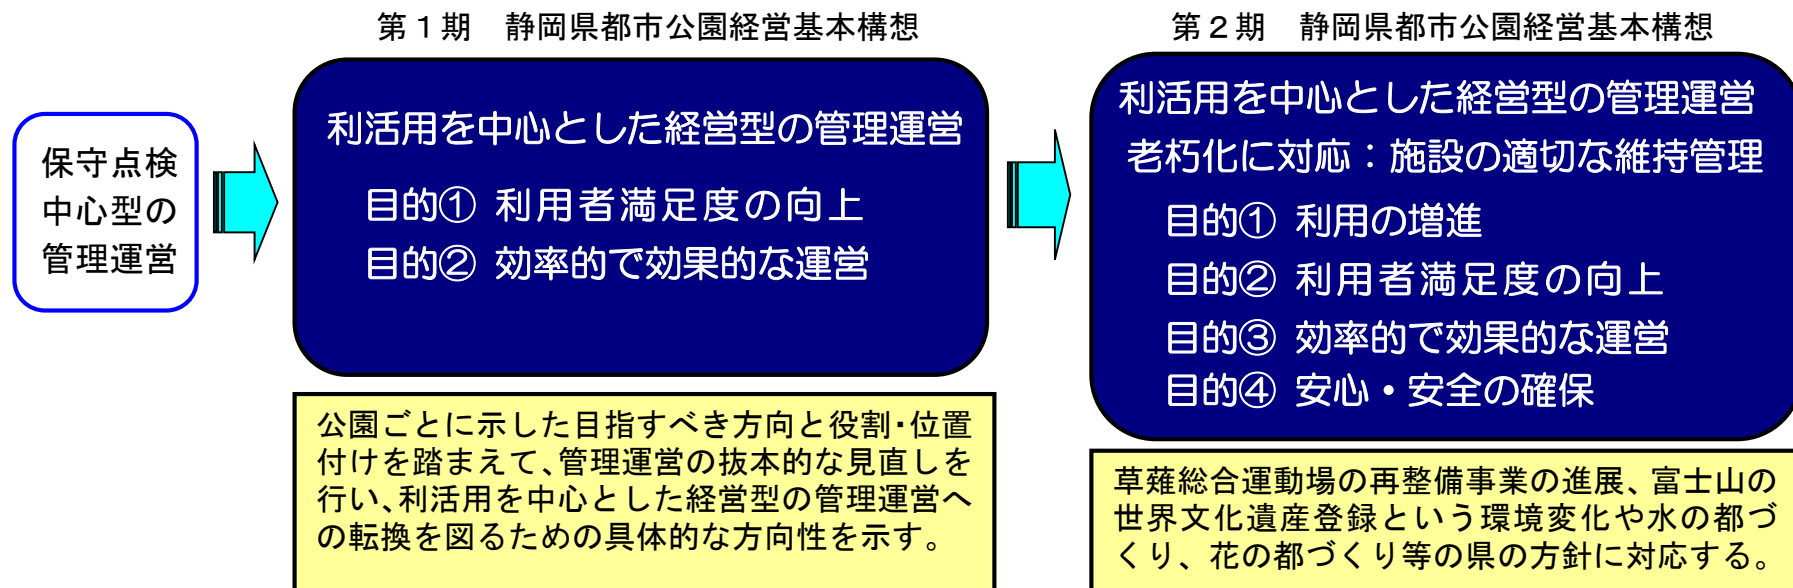 保守点検
中心型の
管理運営
第1期　静岡県都市公園経営基本構想
利活用を中心とした経営型の管理運営
目的① 利用者満足度の向上
目的② 効率的で効果的な運営
公園ごとに示した目指すべき方向と役割･位置
付けを踏まえて、管理運営の抜本的な見直しを
行い、利活用を中心とした経営型の管理運営へ
の転換を図るための具体的な方向性を示す。
第2期　静岡県都市公園経営基本構想
利活用を中心とした経営型の管理運営
老朽化に対応：施設の適切な維持管理
目的① 利用の増進
目的② 利用者満足度の向上
目的③ 効率的で効果的な運営
目的④ 安心・安全の確保
草薙総合運動場の再整備事業の進展、富士山の
世界文化遺産登録という環境変化や水の都づ
くり、花の都づくり等の県の方針に対応する。